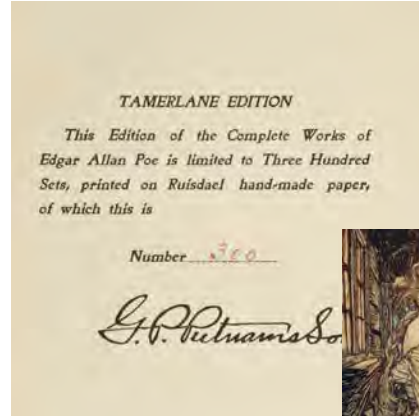 TAMERLANE EDITION
This Edition of the Complete Works of
Edgar Allan Poe is limited to Three Hundred
Sets, printed on Ruisdael hand-made paper,
of which this is
Number 300
G. P. Putnam's So